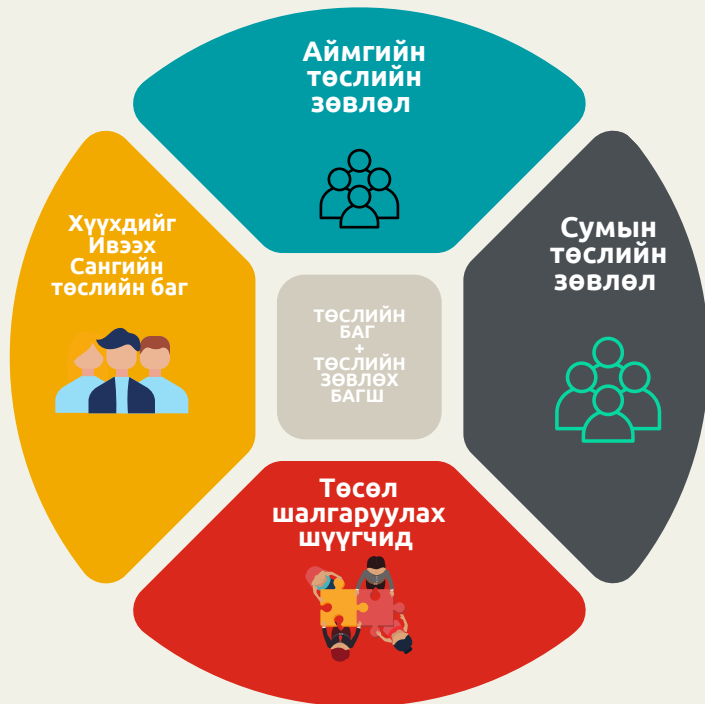 Аймгийн
төслийн
зөвлөл
Хүүхдийг
Ивээх
Сангийн
төслийн баг
Сумын
төслийн
зөвлөл
ТӨСЛИЙН
БАГ
+
ТӨСЛИЙН
ЗӨВЛӨХ
БАГШ
Төсөл
шалгаруулах
шүүгчид